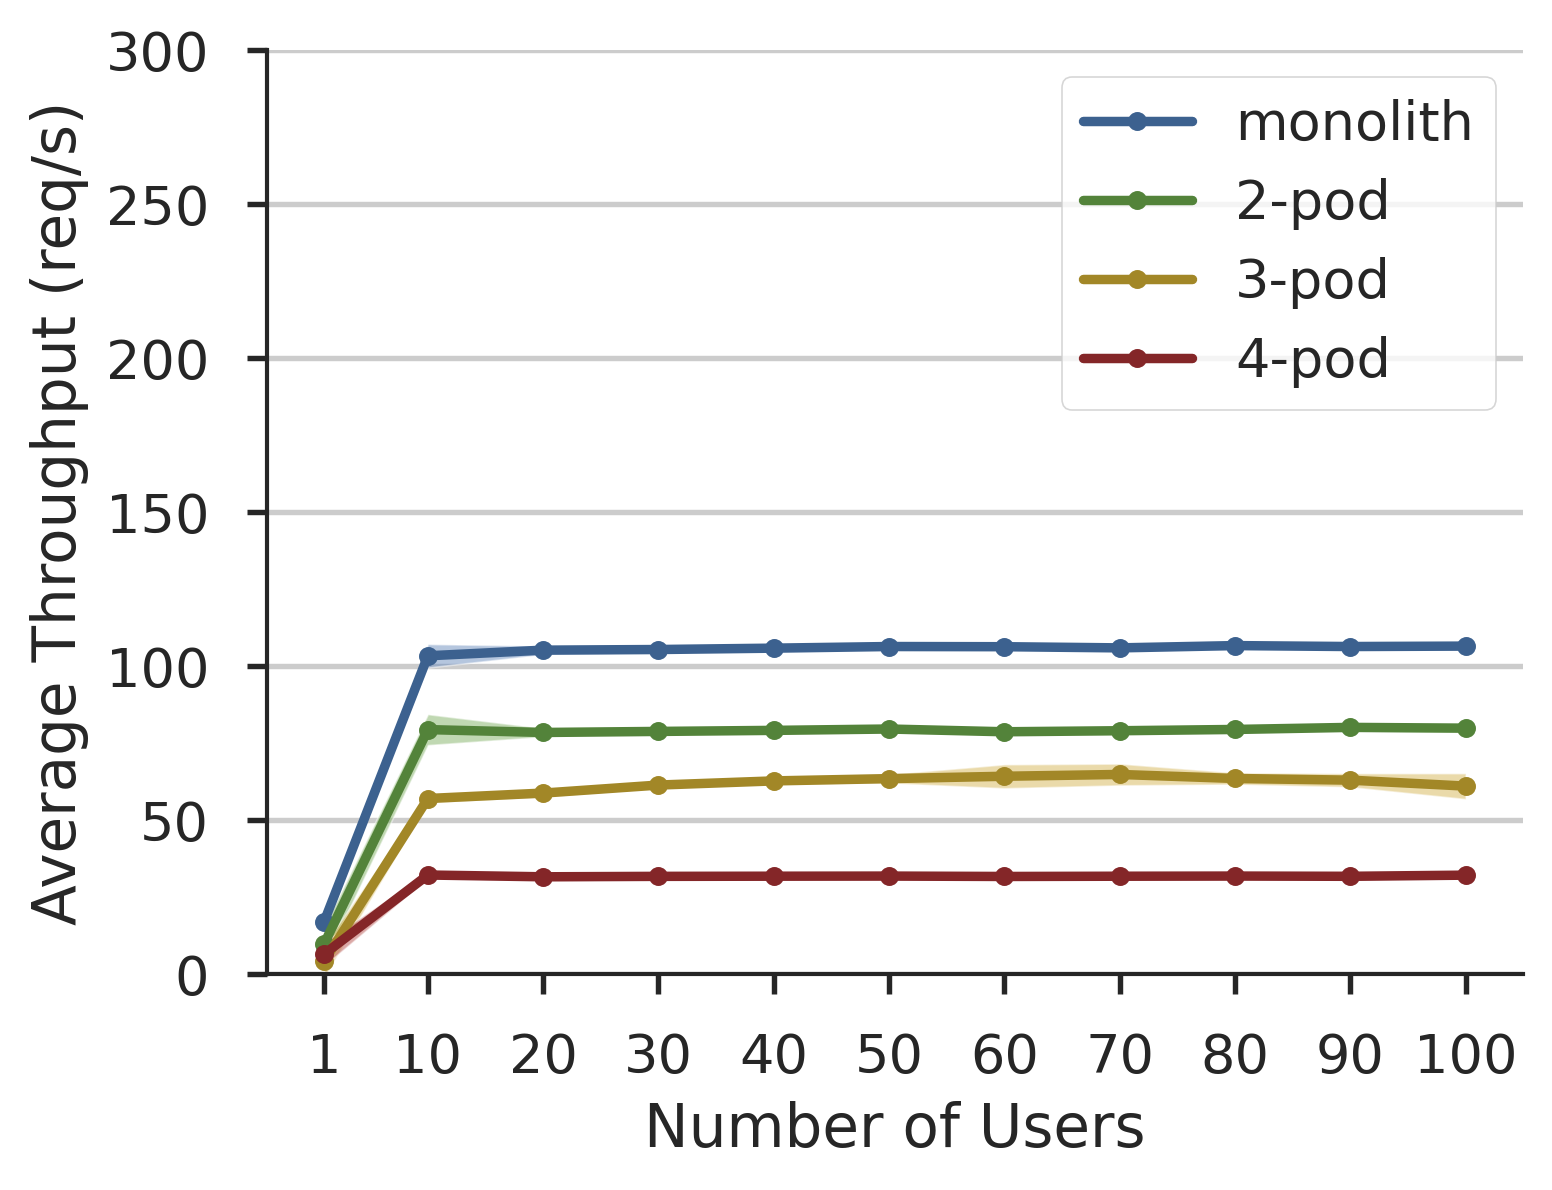 Average Throughput (req/s)
300
250
200
150
100
50
0
monolith
2-pod
3-pod
4-pod
1 10 20 30 40 50 60 70 80 90 100
Number of Users